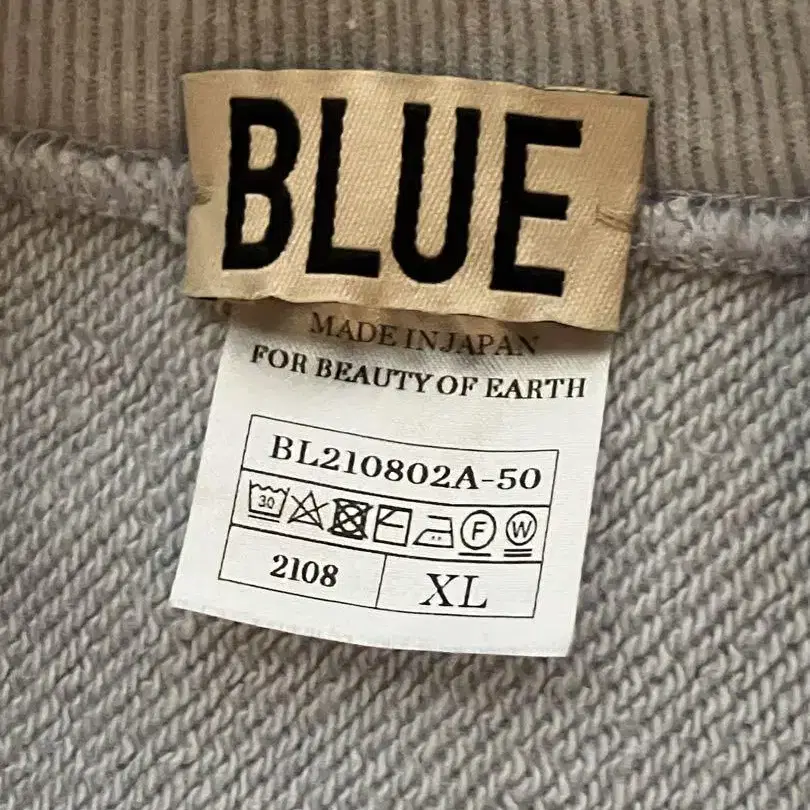 BLUE
MADE IN JAPAN
FOR BEAUTY OF EARTH
BL210802A-50
30 F W
2108 XL